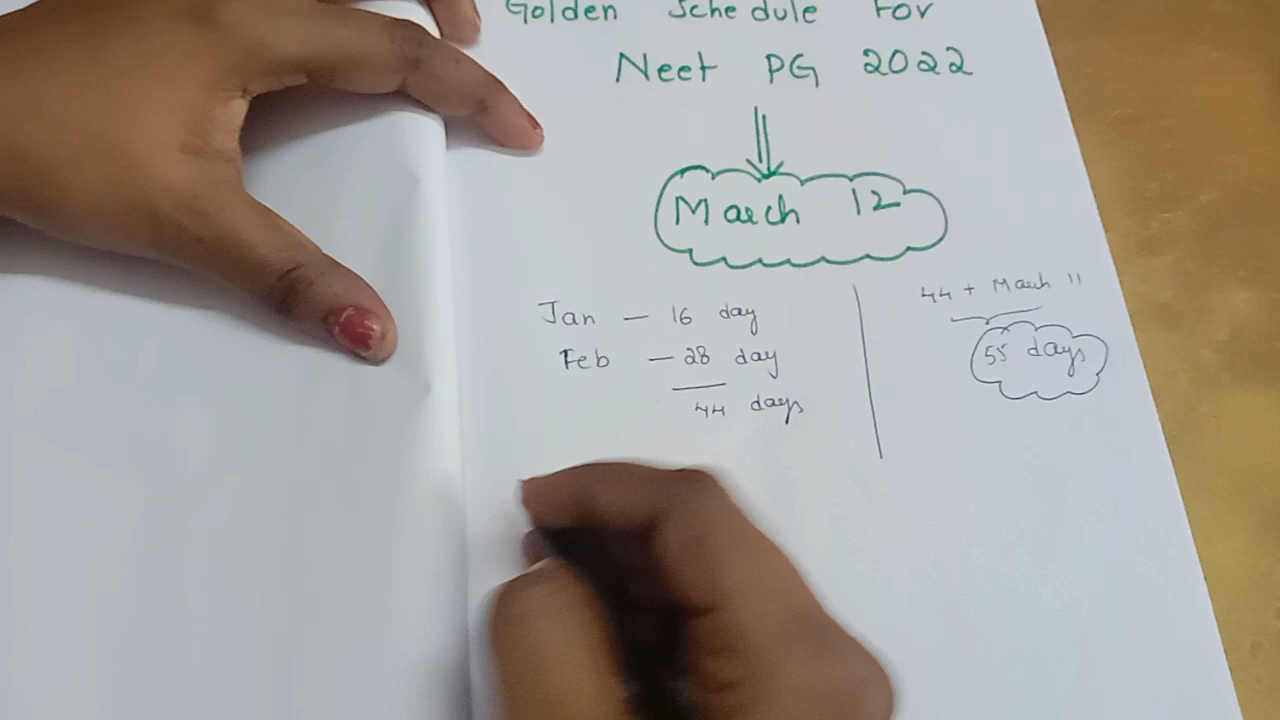 Golden Schedule For
Neet PG 2022
March 12
Jan — 16 day
Feb — 28 day
44 days
44 + March 11
55 days